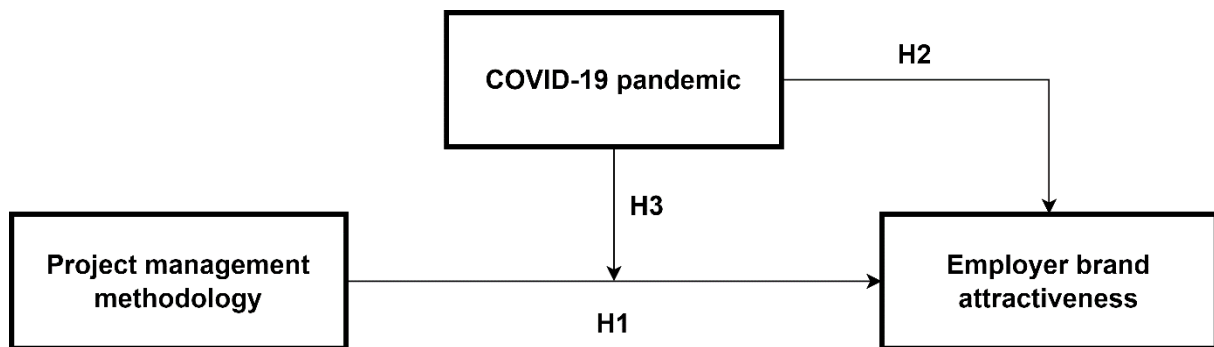 COVID-19 pandemic
H2
H3
Project management
methodology
H1
Employer brand
attractiveness